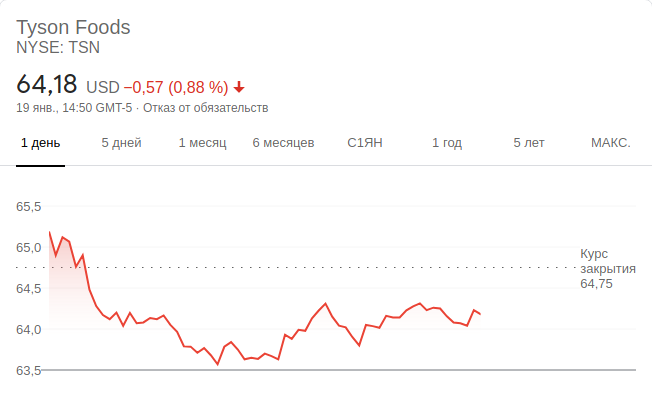 Tyson Foods
NYSE: TSN
64,18 USD −0,57 (0,88 %)
19 янв., 14:50 GMT-5 · Отказ от обязательств
1 день 5 дней 1 месяц 6 месяцев С1ЯН 1 год 5 лет МАКС.
65,5
65,0
64,5
64,0
63,5
Курс
закрытия
64,75